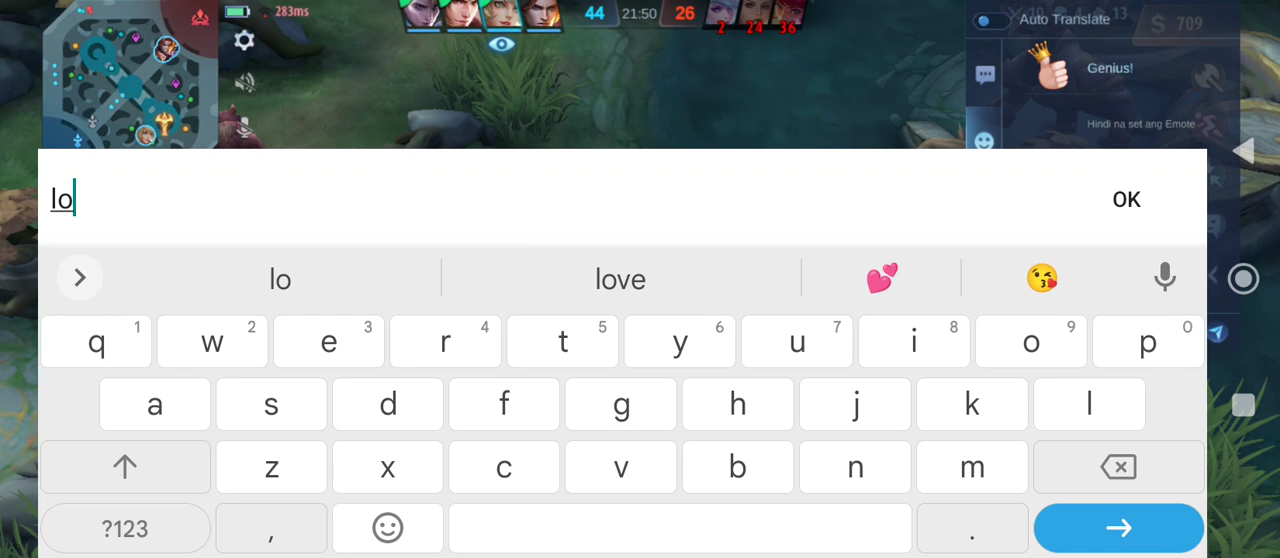 283ms
44 21:50 26
2 24 36
Auto Translate
$ 709
Genius!
Hindi na set ang Emote
lo
OK
lo love
q 1 w 2 e 3 r 4 t 5 y 6 u 7 i 8 o 9 p 0
a s d f g h j k l
z x c v b n m
?123 , .